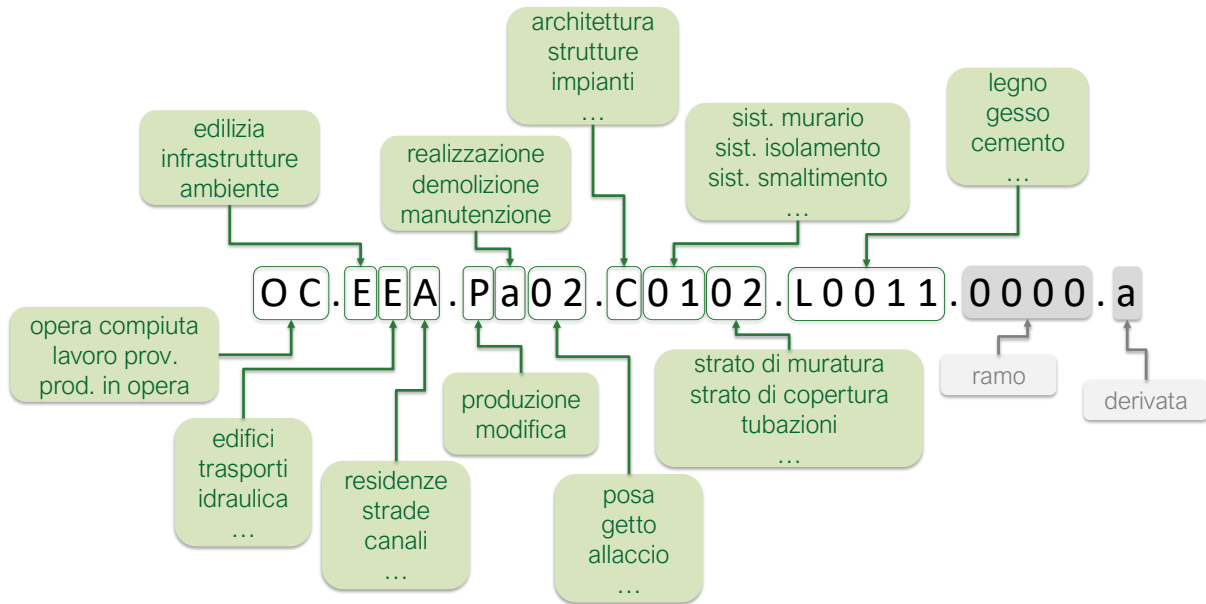 architettura
strutture
impianti
…
legno
gesso
cemento
…
sist. murario
sist. isolamento
sist. smaltimento
…
edilizia
infrastrutture
ambiente
realizzazione
demolizione
manutenzione
OC.EEA.Pa02.C0102.L0011.0000.a
opera compiuta
lavoro prov.
prod. in opera
edifici
trasporti
idraulica
…
residenze
strade
canali
…
produzione
modifica
posa
getto
allaccio
…
strato di muratura
strato di copertura
tubazioni
…
ramo
derivata